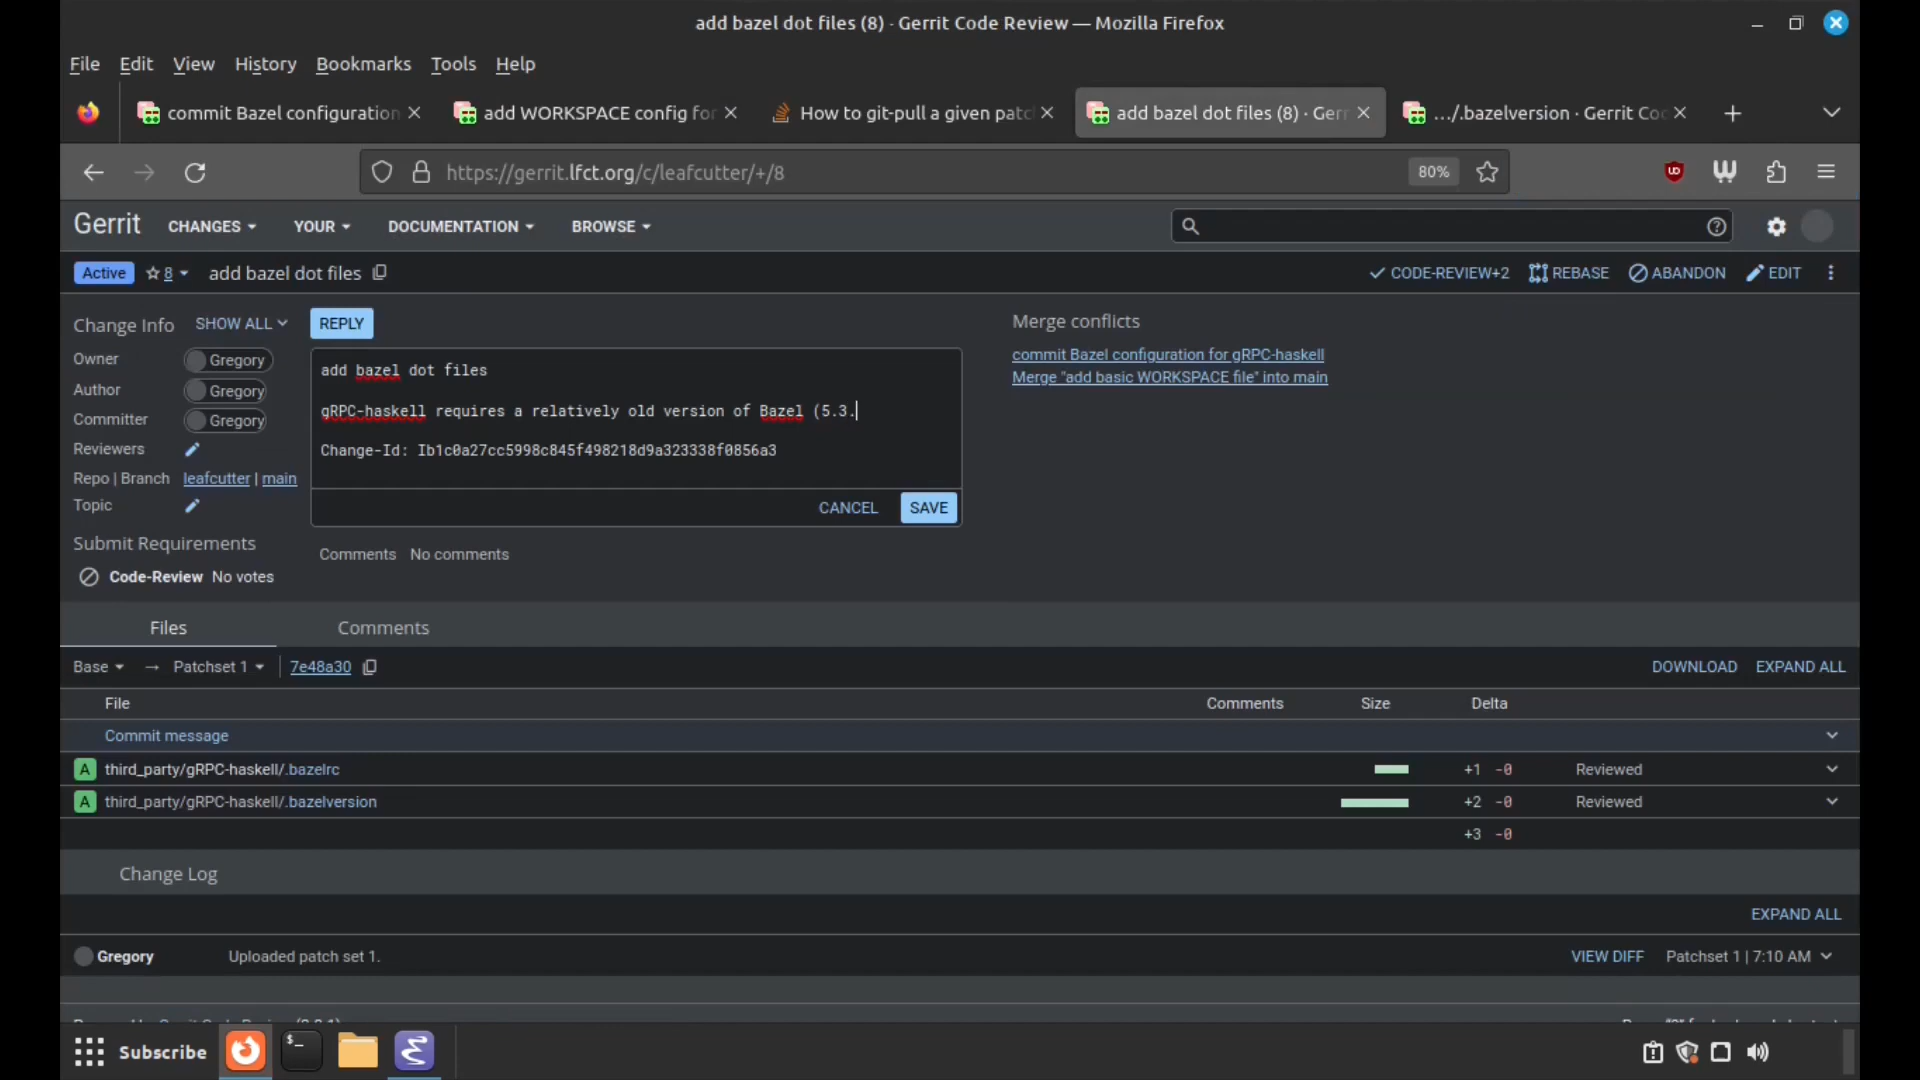 add bazel dot files (8) · Gerrit Code Review — Mozilla Firefox
File Edit View History Bookmarks Tools Help
commit Bazel configuration
add WORKSPACE config for
How to git-pull a given patc
add bazel dot files (8) · Gerr
.../.bazelversion · Gerrit Co
https://gerrit.lfct.org/c/leafcutter/+/8 80%
Gerrit CHANGES YOUR DOCUMENTATION BROWSE
Active 8 add bazel dot files CODE-REVIEW+2 REBASE ABANDON EDIT
Change Info SHOW ALL REPLY
Owner Gregory
Author Gregory
Committer Gregory
Reviewers
Repo | Branch leafcutter | main
Topic
add bazel dot files
gRPC-haskell requires a relatively old version of Bazel (5.3.
Change-Id: Ib1c0a27cc5998c845f498218d9a323338f0856a3
CANCEL SAVE
Merge conflicts
commit Bazel configuration for gRPC-haskell
Merge "add basic WORKSPACE file" into main
Submit Requirements
Code-Review No votes
Comments No comments
Files Comments
Base → Patchset 1 7e48a30 DOWNLOAD EXPAND ALL
File Comments Size Delta
Commit message
A third_party/gRPC-haskell/.bazelrc +1 -0 Reviewed
A third_party/gRPC-haskell/.bazelversion +2 -0 Reviewed
+3 -0
Change Log
EXPAND ALL
Gregory Uploaded patch set 1. VIEW DIFF Patchset 1 | 7:10 AM
Subscribe